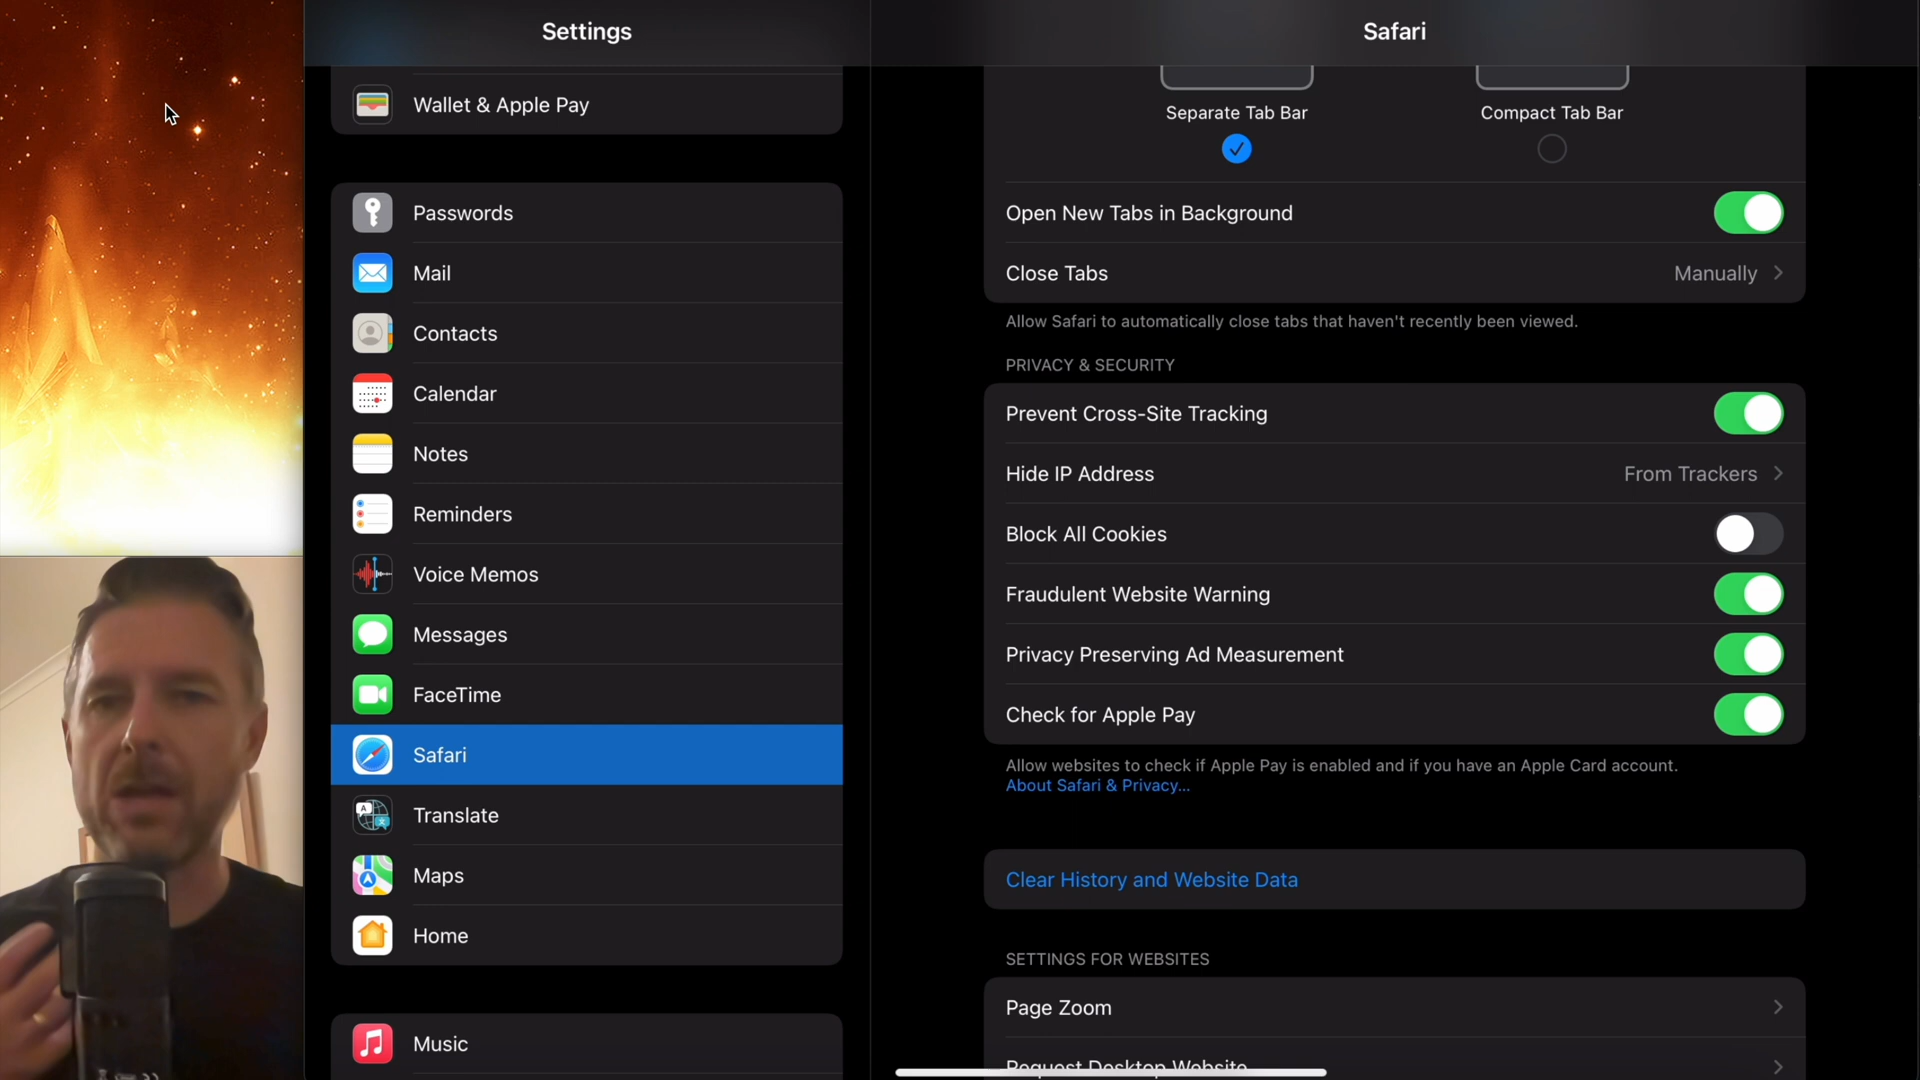 Settings
Wallet & Apple Pay
Passwords
Mail
Contacts
Calendar
Notes
Reminders
Voice Memos
Messages
FaceTime
Safari
Translate
Maps
Home
Music
Safari
Separate Tab Bar
Compact Tab Bar
Open New Tabs in Background
Close Tabs Manually
Allow Safari to automatically close tabs that haven't recently been viewed.
PRIVACY & SECURITY
Prevent Cross-Site Tracking
Hide IP Address From Trackers
Block All Cookies
Fraudulent Website Warning
Privacy Preserving Ad Measurement
Check for Apple Pay
Allow websites to check if Apple Pay is enabled and if you have an Apple Card account.
About Safari & Privacy...
Clear History and Website Data
SETTINGS FOR WEBSITES
Page Zoom
Request Desktop Website